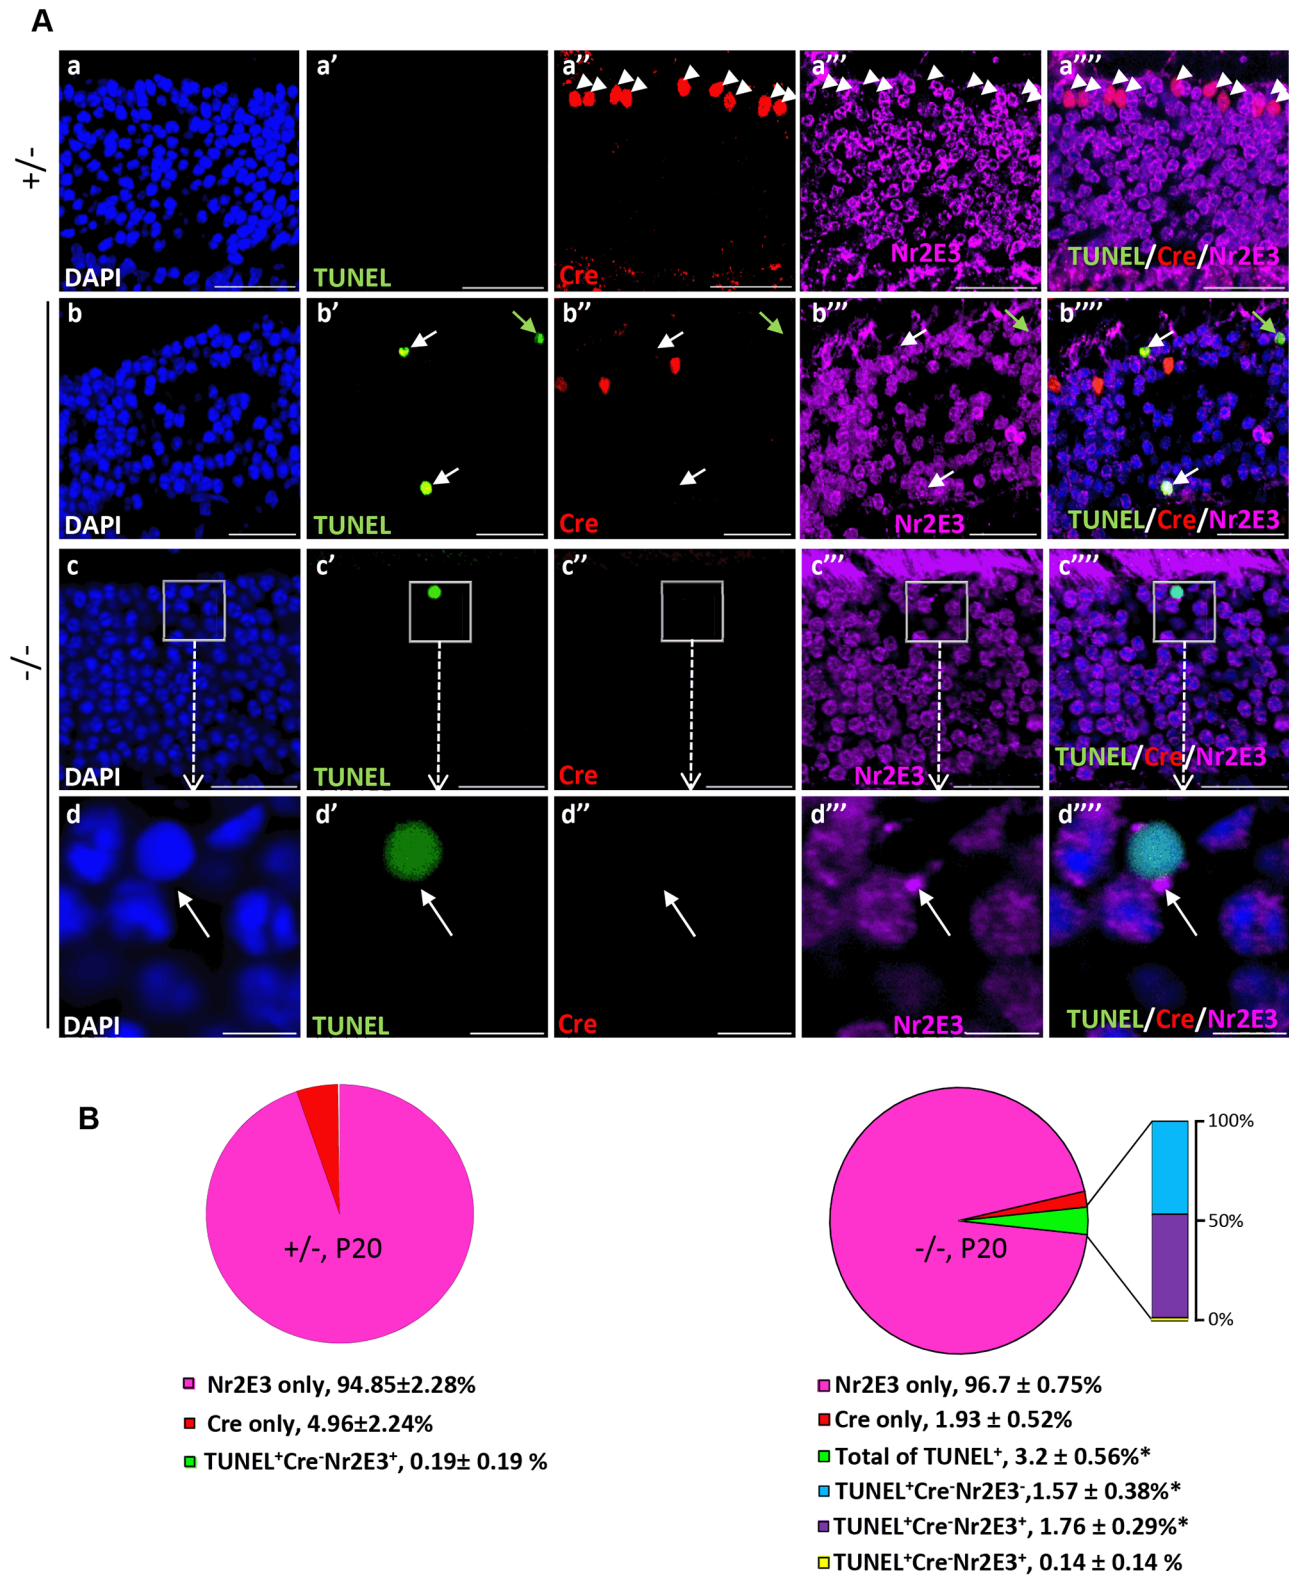 A
a a’ a’’ a’’’ a’’’’
+/-
DAPI TUNEL Cre Nr2E3 TUNEL/Cre/Nr2E3
b b’ b’’ b’’’ b’’’’
DAPI TUNEL Cre Nr2E3 TUNEL/Cre/Nr2E3
c c’ c’’ c’’’ c’’’’
-/-
DAPI TUNEL Cre Nr2E3 TUNEL/Cre/Nr2E3
d d’ d’’ d’’’ d’’’’
DAPI TUNEL Cre Nr2E3 TUNEL/Cre/Nr2E3
B
+/-, P20
Nr2E3 only, 94.85±2.28%
Cre only, 4.96±2.24%
TUNEL⁺Cre⁻Nr2E3⁺, 0.19± 0.19 %
-/-, P20
100%
50%
0%
Nr2E3 only, 96.7 ± 0.75%
Cre only, 1.93 ± 0.52%
Total of TUNEL⁺, 3.2 ± 0.56%*
TUNEL⁺Cre⁻Nr2E3⁻,1.57 ± 0.38%*
TUNEL⁺Cre⁻Nr2E3⁺, 1.76 ± 0.29%*
TUNEL⁺Cre⁻Nr2E3⁺, 0.14 ± 0.14 %